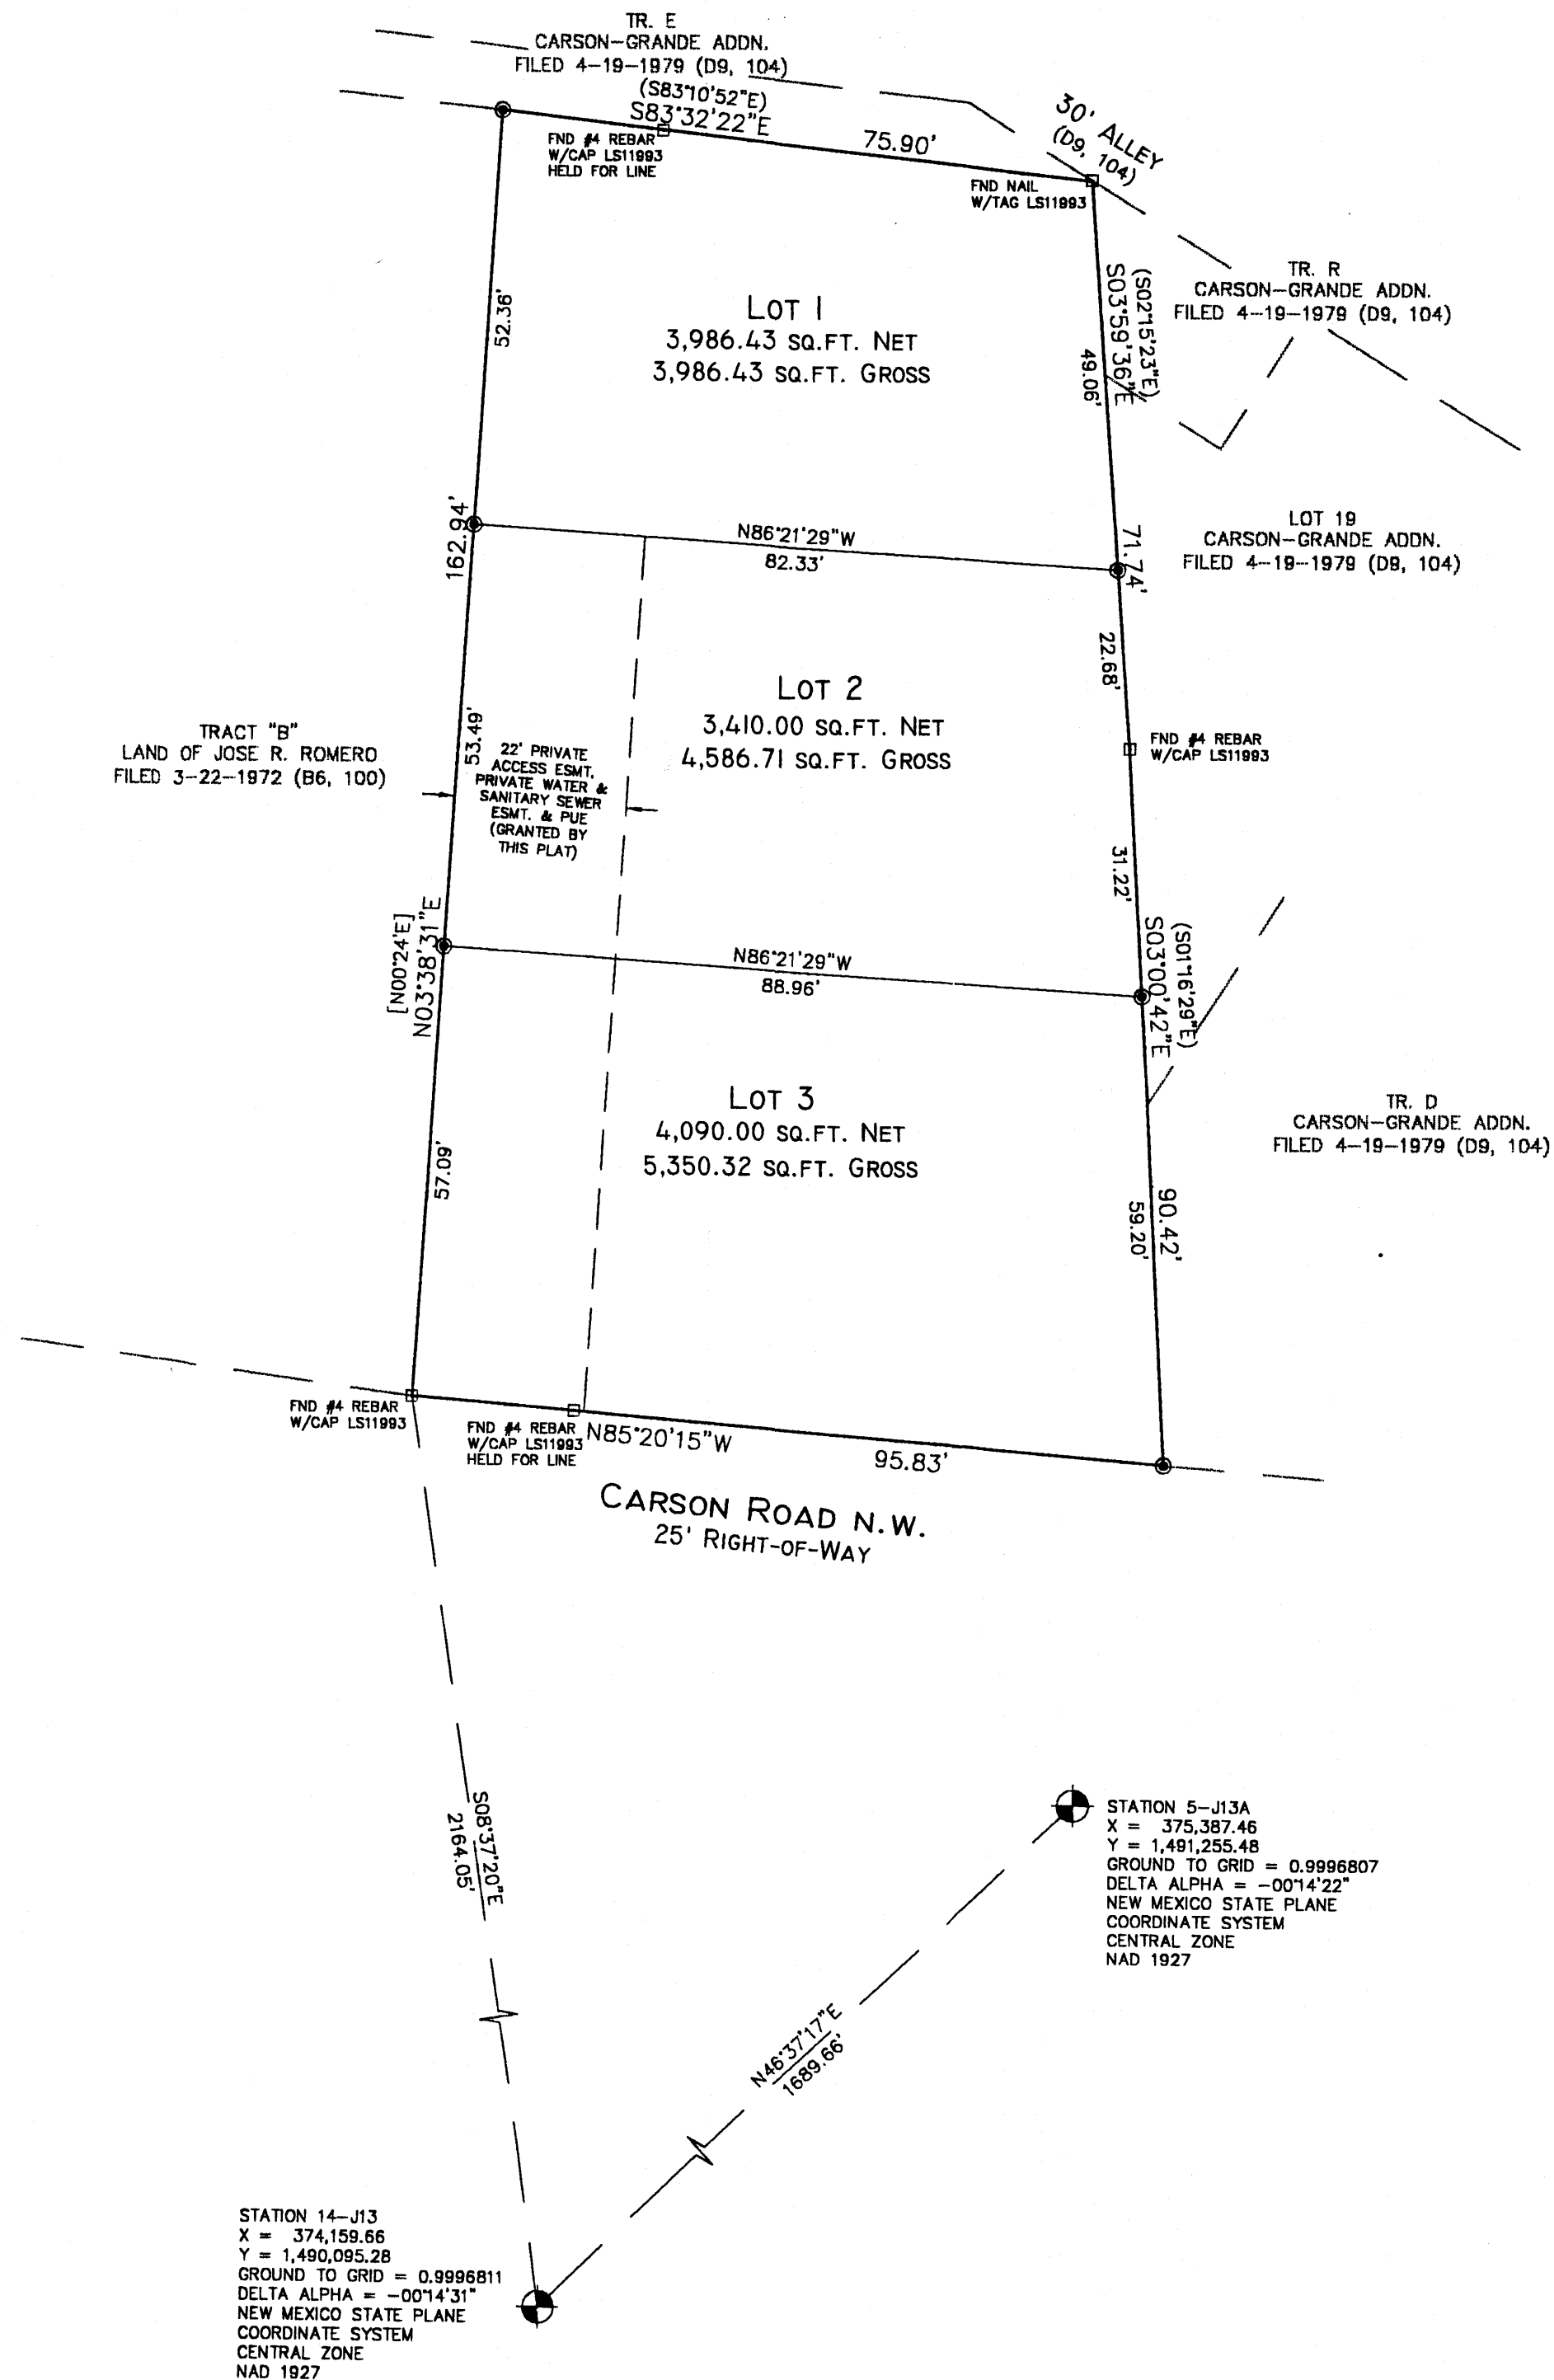 TR. E
CARSON-GRANDE ADDN.
FILED 4-19-1979 (D9, 104)
(S83°10'52"E)
S83°32'22"E
75.90'
30' ALLEY
(D9, 104)
FND #4 REBAR
W/CAP LS11993
HELD FOR LINE
FND NAIL
W/TAG LS11993
TR. R
CARSON-GRANDE ADDN.
FILED 4-19-1979 (D9, 104)
52.36'
LOT 1
3,986.43 SQ.FT. NET
3,986.43 SQ.FT. GROSS
(S02°15'23"E)
S03°59'36"E
49.06'
162.94'
N86°21'29"W
82.33'
71.74'
LOT 19
CARSON-GRANDE ADDN.
FILED 4-19-1979 (D9, 104)
22.68'
LOT 2
3,410.00 SQ.FT. NET
4,586.71 SQ.FT. GROSS
TRACT "B"
LAND OF JOSE R. ROMERO
FILED 3-22-1972 (B6, 100)
53.49'
22' PRIVATE
ACCESS ESMT,
PRIVATE WATER &
SANITARY SEWER
ESMT. & PUE
(GRANTED BY
THIS PLAT)
FND #4 REBAR
W/CAP LS11993
31.22'
[N00°24'E]
N03°38'31"E
N86°21'29"W
88.96'
(S01°16'29"E)
S03°00'42"E
LOT 3
4,090.00 SQ.FT. NET
5,350.32 SQ.FT. GROSS
TR. D
CARSON-GRANDE ADDN.
FILED 4-19-1979 (D9, 104)
57.09'
90.42'
59.20'
FND #4 REBAR
W/CAP LS11993
FND #4 REBAR
W/CAP LS11993
HELD FOR LINE
N85°20'15"W
95.83'
CARSON ROAD N.W.
25' RIGHT-OF-WAY
S08°37'20"E
2164.05'
STATION 5-J13A
X = 375,387.46
Y = 1,491,255.48
GROUND TO GRID = 0.9996807
DELTA ALPHA = -00°14'22"
NEW MEXICO STATE PLANE
COORDINATE SYSTEM
CENTRAL ZONE
NAD 1927
N46°37'17"E
1689.66'
STATION 14-J13
X = 374,159.66
Y = 1,490,095.28
GROUND TO GRID = 0.9996811
DELTA ALPHA = -00°14'31"
NEW MEXICO STATE PLANE
COORDINATE SYSTEM
CENTRAL ZONE
NAD 1927